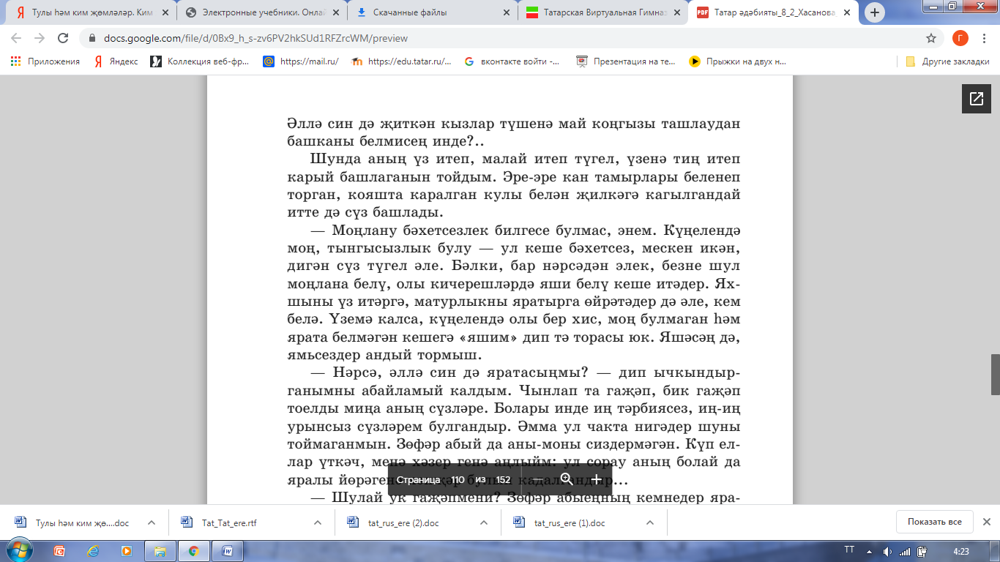 Тулы һәм ким җөмләләр. Ким
Электронные учебники. Онлай
Скачанные файлы
Татарская Виртуальная Гимназ
Татар әдәбияты_8_2_Хасанова
docs.google.com/file/d/0Bx9_h_s-zv6PV2hkSUd1RFZrcWM/preview
Г
Приложения
Яндекс
Коллекция веб-фр...
https://mail.ru/
https://edu.tatar.ru/...
вконтакте войти -...
Презентация на те...
Прыжки на двух н...
Другие закладки
Әллә син дә җиткән кызлар түшенә май коңгызы ташлаудан
башканы белмисең инде?..
Шунда аның үз итеп, малай итеп түгел, үзенә тиң итеп
карый башлаганын тойдым. Эре-эре кан тамырлары беленеп
торган, кояшта каралган кулы белән җилкәгә кагылгандай
итте дә сүз башлады.
— Моңлану бәхетсезлек билгесе булмас, энем. Күңелендә
моң, тынгысызлык булу — ул кеше бәхетсез, мескен икән,
дигән сүз түгел әле. Бәлки, бар нәрсәдән элек, безне шул
моңлана белү, олы кичерешләрдә яши белү кеше итәдер. Ях-
шыны үз итәргә, матурлыкны яратырга өйрәтәдер дә әле, кем
белә. Үземә калса, күңелендә олы бер хис, моң булмаган һәм
ярата белмәгән кешегә «яшим» дип тә торасы юк. Яшәсәң дә,
ямьсездер андый тормыш.
— Нәрсә, әллә син дә яратасыңмы? — дип ычкындыр-
ганымны абайламый калдым. Чынлап та гаҗәп, бик гаҗәп
тоелды миңа аның сүзләре. Болары инде иң тәрбиясез, иң-иң
урынсыз сүзләрем булгандыр. Әмма ул чакта нигәдер шуны
тоймаганмын. Зөфәр абый да аны-моны сиздермәгән. Күп ел-
лар үткәч, менә хәзер генә аңлыйм: ул сорау аның болай да
яралы йөрәгенә
Страница 110 из 152
— Шулай ук гаҗәпмени? Зөфәр абыеңның кемнедер яра-
Тулы һәм ким җө....doc
Tat_Tat_ere.rtf
tat_rus_ere (2).doc
tat_rus_ere (1).doc
Показать все
TT
4:23